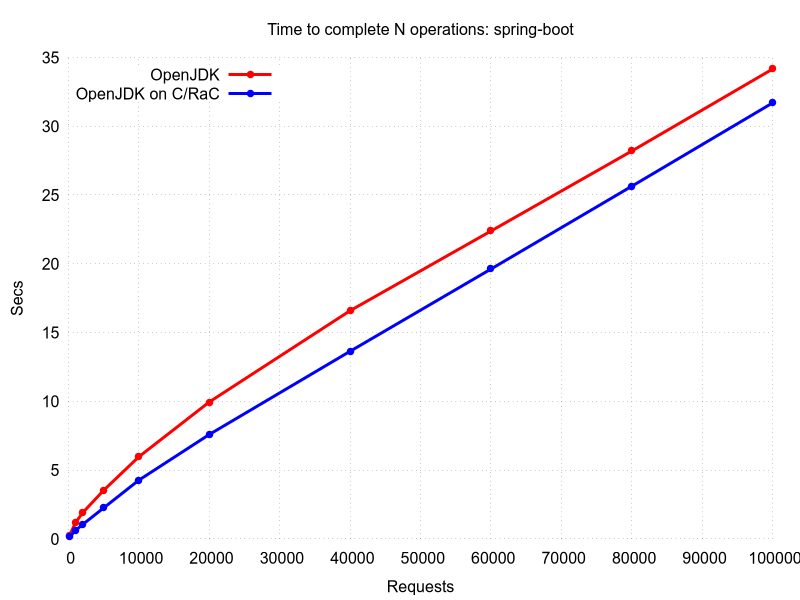 Time to complete N operations: spring-boot
OpenJDK
OpenJDK on C/RaC
35
30
25
20
15
10
5
0
Secs
0 10000 20000 30000 40000 50000 60000 70000 80000 90000 100000
Requests